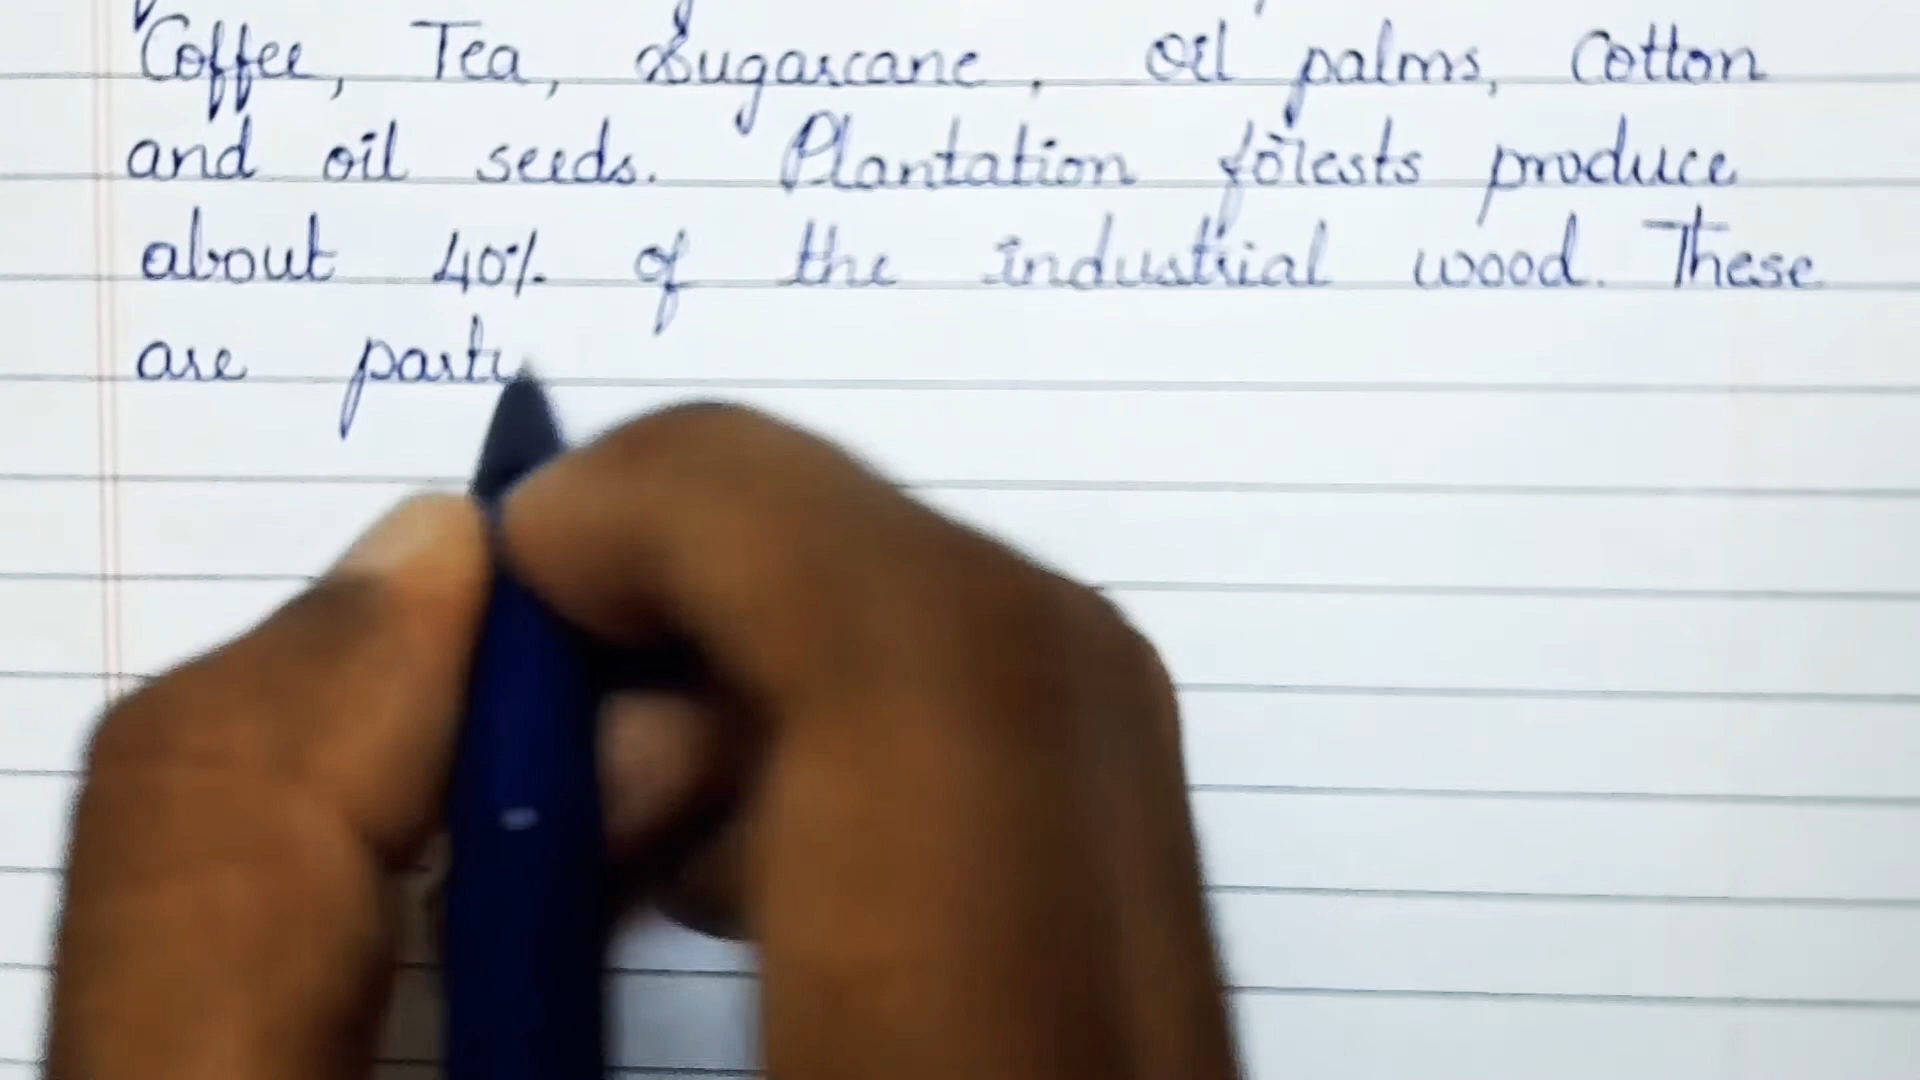 Coffee, Tea, Sugarcane, Oil palms, Cotton
and oil seeds. Plantation forests produce
about 40% of the industrial wood. These
are